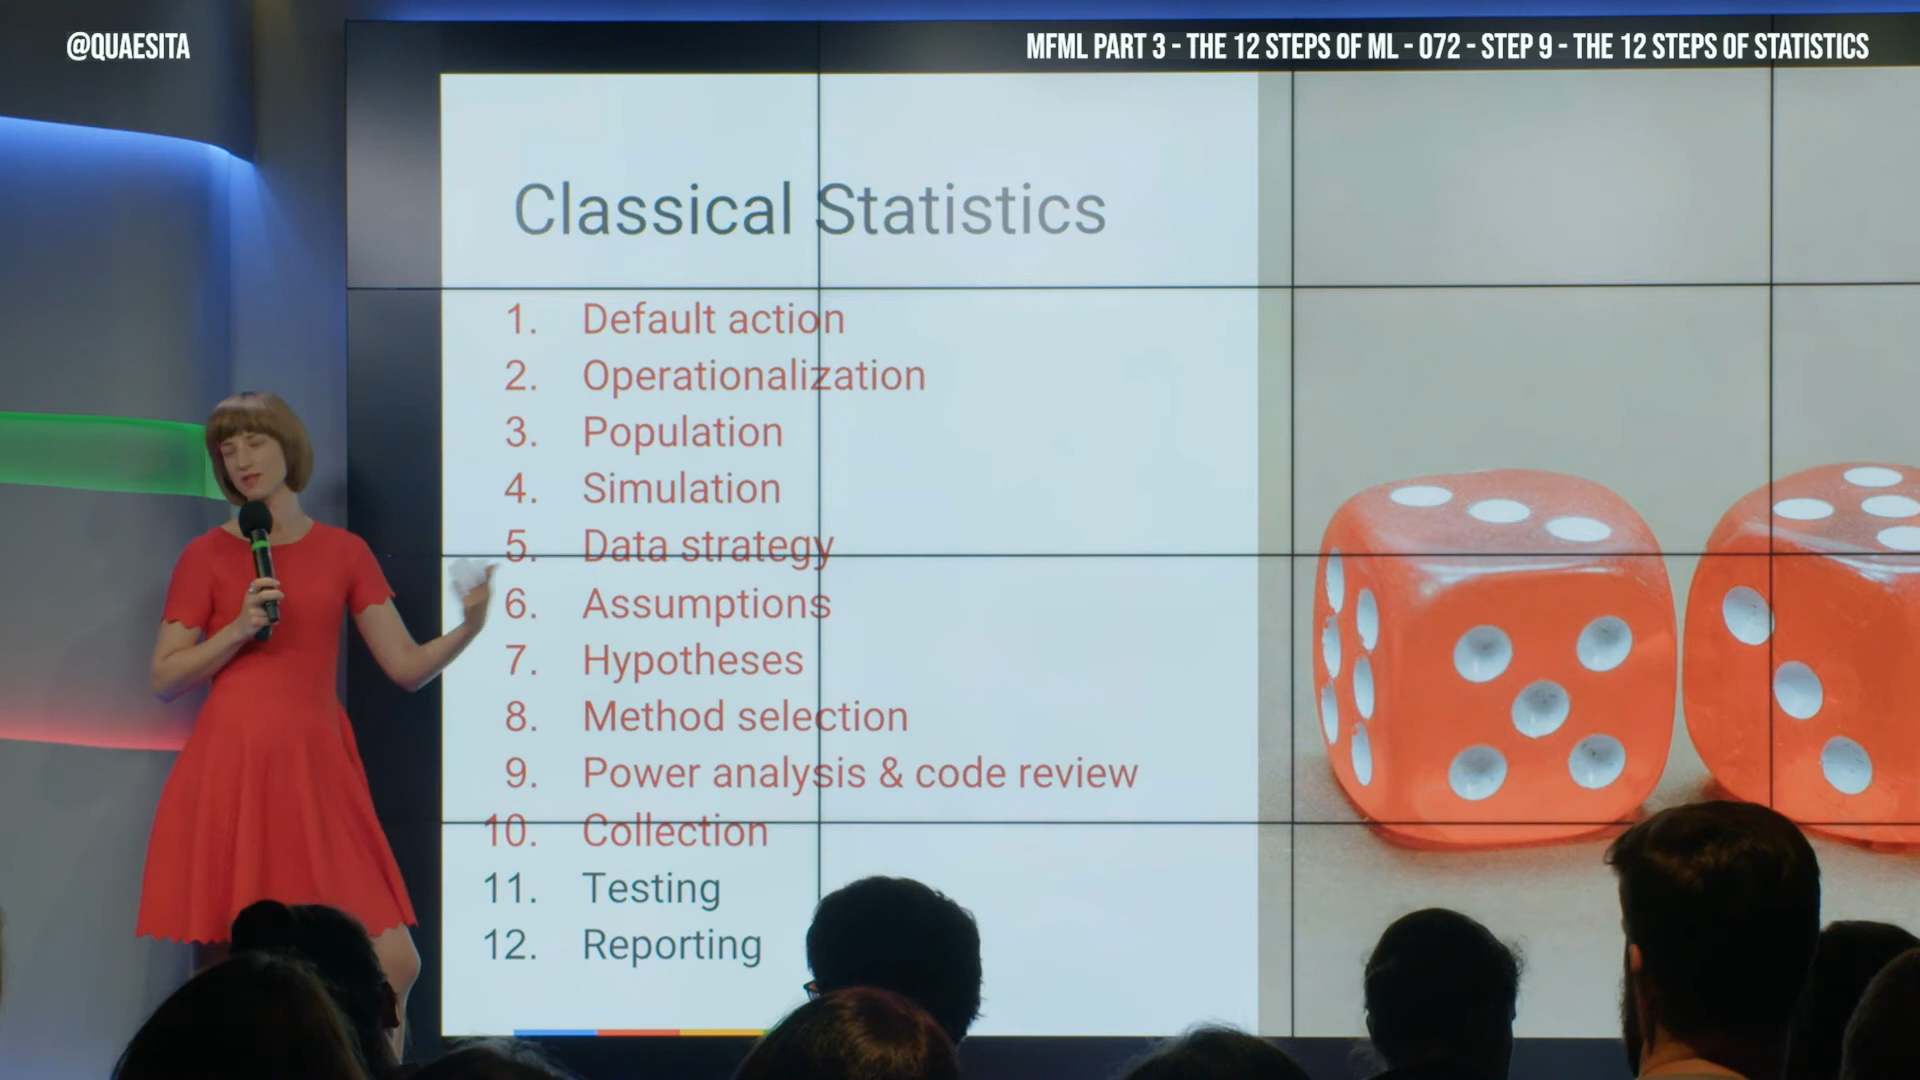 @QUAESITA
MFML PART 3 - THE 12 STEPS OF ML - 072 - STEP 9 - THE 12 STEPS OF STATISTICS
Classical Statistics
1. Default action
2. Operationalization
3. Population
4. Simulation
5. Data strategy
6. Assumptions
7. Hypotheses
8. Method selection
9. Power analysis & code review
10. Collection
11. Testing
12. Reporting